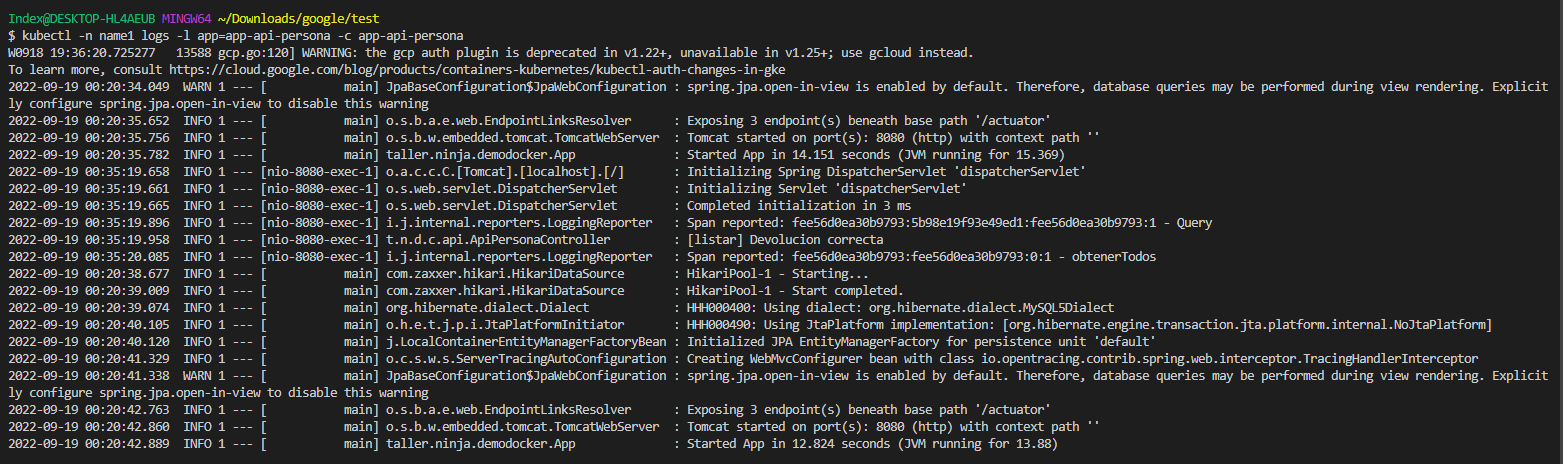 Index@DESKTOP-HL4AEUB MINGW64 ~/Downloads/google/test
$ kubectl -n name1 logs -l app=app-api-persona -c app-api-persona
W0918 19:36:20.725277   13588 gcp.go:120] WARNING: the gcp auth plugin is deprecated in v1.22+, unavailable in v1.25+; use gcloud instead.
To learn more, consult https://cloud.google.com/blog/products/containers-kubernetes/kubectl-auth-changes-in-gke
2022-09-19 00:20:34.049  WARN 1 --- [           main] JpaBaseConfiguration$JpaWebConfiguration : spring.jpa.open-in-view is enabled by default. Therefore, database queries may be performed during view rendering. Explicit
ly configure spring.jpa.open-in-view to disable this warning
2022-09-19 00:20:35.652  INFO 1 --- [           main] o.s.b.a.e.web.EndpointLinksResolver      : Exposing 3 endpoint(s) beneath base path '/actuator'
2022-09-19 00:20:35.756  INFO 1 --- [           main] o.s.b.w.embedded.tomcat.TomcatWebServer  : Tomcat started on port(s): 8080 (http) with context path ''
2022-09-19 00:20:35.782  INFO 1 --- [           main] taller.ninja.demodocker.App              : Started App in 14.151 seconds (JVM running for 15.369)
2022-09-19 00:35:19.658  INFO 1 --- [nio-8080-exec-1] o.a.c.c.C.[Tomcat].[localhost].[/]       : Initializing Spring DispatcherServlet 'dispatcherServlet'
2022-09-19 00:35:19.661  INFO 1 --- [nio-8080-exec-1] o.s.web.servlet.DispatcherServlet        : Initializing Servlet 'dispatcherServlet'
2022-09-19 00:35:19.665  INFO 1 --- [nio-8080-exec-1] o.s.web.servlet.DispatcherServlet        : Completed initialization in 3 ms
2022-09-19 00:35:19.896  INFO 1 --- [nio-8080-exec-1] i.j.internal.reporters.LoggingReporter   : Span reported: fee56d0ea30b9793:5b98e19f93e49ed1:fee56d0ea30b9793:1 - Query
2022-09-19 00:35:19.958  INFO 1 --- [nio-8080-exec-1] t.n.d.c.api.ApiPersonaController         : [listar] Devolucion correcta
2022-09-19 00:35:20.085  INFO 1 --- [nio-8080-exec-1] i.j.internal.reporters.LoggingReporter   : Span reported: fee56d0ea30b9793:fee56d0ea30b9793:0:1 - obtenerTodos
2022-09-19 00:20:38.677  INFO 1 --- [           main] com.zaxxer.hikari.HikariDataSource       : HikariPool-1 - Starting...
2022-09-19 00:20:39.009  INFO 1 --- [           main] com.zaxxer.hikari.HikariDataSource       : HikariPool-1 - Start completed.
2022-09-19 00:20:39.074  INFO 1 --- [           main] org.hibernate.dialect.Dialect            : HHH000400: Using dialect: org.hibernate.dialect.MySQL5Dialect
2022-09-19 00:20:40.105  INFO 1 --- [           main] o.h.e.t.j.p.i.JtaPlatformInitiator       : HHH000490: Using JtaPlatform implementation: [org.hibernate.engine.transaction.jta.platform.internal.NoJtaPlatform]
2022-09-19 00:20:40.120  INFO 1 --- [           main] j.LocalContainerEntityManagerFactoryBean : Initialized JPA EntityManagerFactory for persistence unit 'default'
2022-09-19 00:20:41.329  INFO 1 --- [           main] o.c.s.w.s.ServerTracingAutoConfiguration : Creating WebMvcConfigurer bean with class io.opentracing.contrib.spring.web.interceptor.TracingHandlerInterceptor
2022-09-19 00:20:41.338  WARN 1 --- [           main] JpaBaseConfiguration$JpaWebConfiguration : spring.jpa.open-in-view is enabled by default. Therefore, database queries may be performed during view rendering. Explicit
ly configure spring.jpa.open-in-view to disable this warning
2022-09-19 00:20:42.763  INFO 1 --- [           main] o.s.b.a.e.web.EndpointLinksResolver      : Exposing 3 endpoint(s) beneath base path '/actuator'
2022-09-19 00:20:42.860  INFO 1 --- [           main] o.s.b.w.embedded.tomcat.TomcatWebServer  : Tomcat started on port(s): 8080 (http) with context path ''
2022-09-19 00:20:42.889  INFO 1 --- [           main] taller.ninja.demodocker.App              : Started App in 12.824 seconds (JVM running for 13.88)